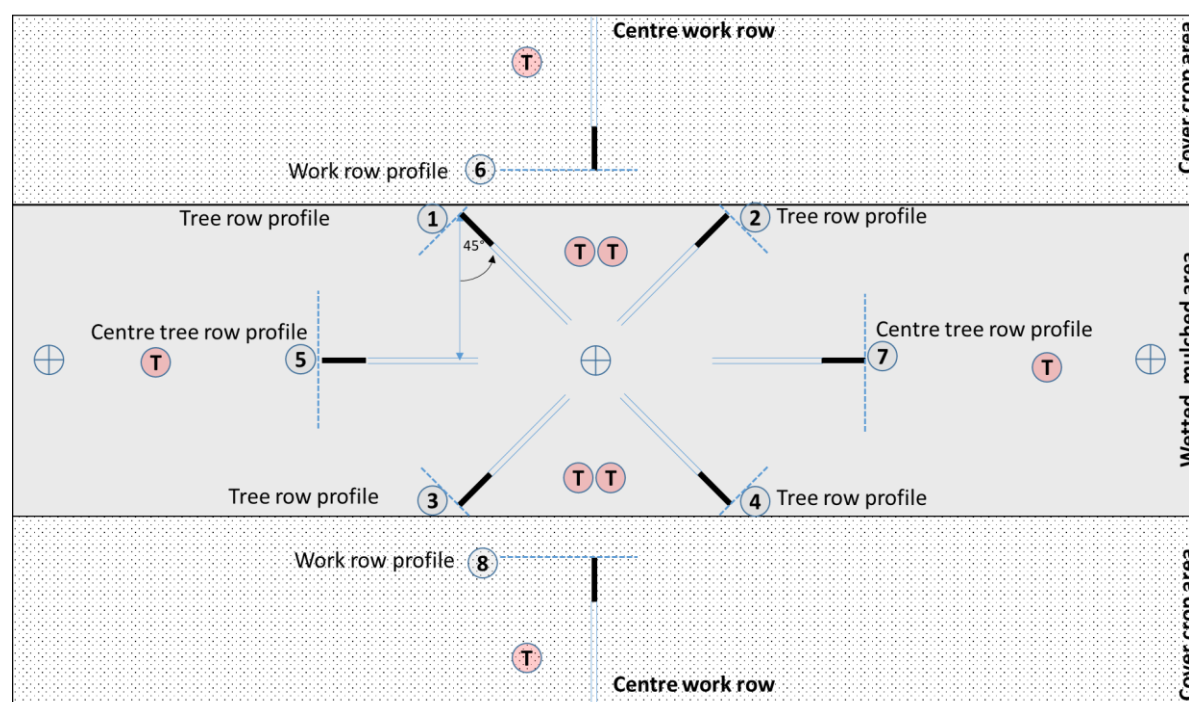 Centre work row
T
Cover crop area
Work row profile 6
Tree row profile 1
2 Tree row profile
45°
T T
Wetted mulched area
Centre tree row profile
5
T
Centre tree row profile
7
T
T T
Tree row profile 3
4 Tree row profile
Work row profile 8
T
Centre work row
Cover crop area